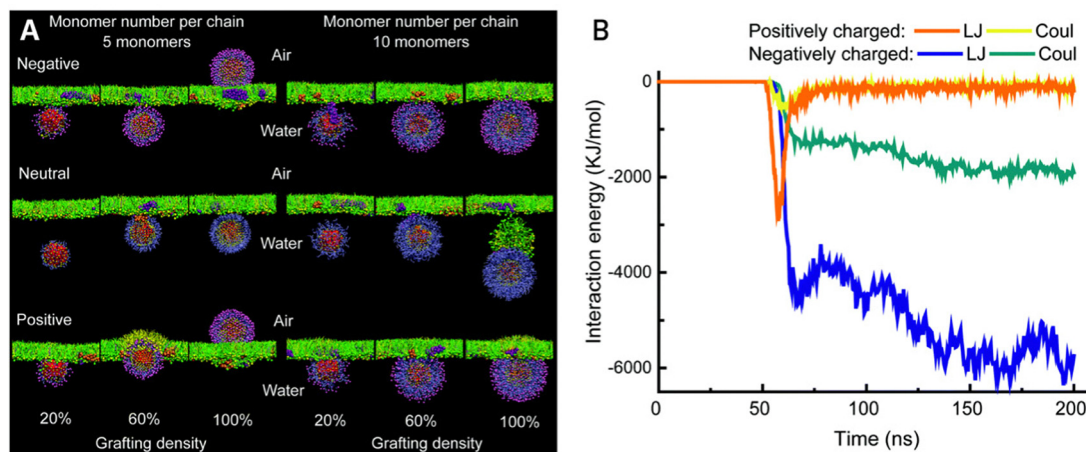 A
Monomer number per chain
5 monomers
Monomer number per chain
10 monomers
Negative
Air
Water
Neutral
Air
Water
Positive
Air
Water
20%
60%
100%
20%
60%
100%
Grafting density
Grafting density
B
Positively charged: LJ Coul
Negatively charged: LJ Coul
Interaction energy (KJ/mol)
0
-2000
-4000
-6000
0
50
100
150
200
Time (ns)